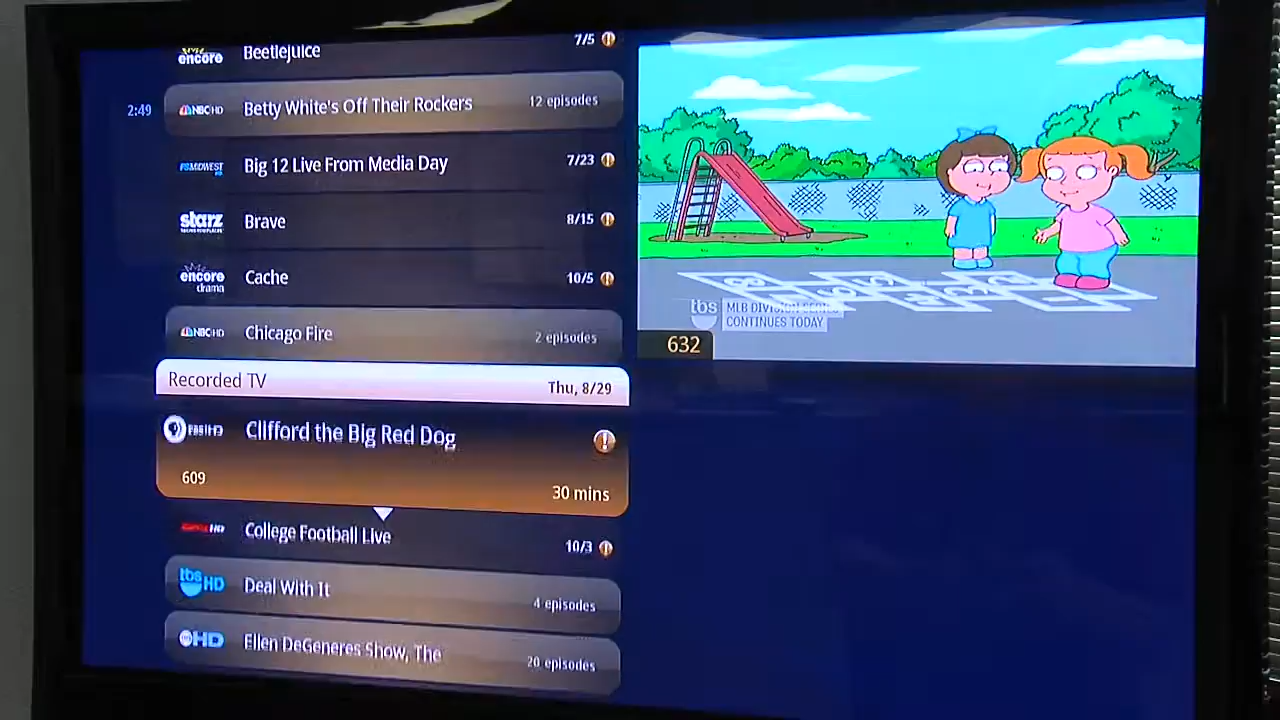 encore Beetlejuice 7/5
2:49 NBC HD Betty White's Off Their Rockers 12 episodes
FSMIDWEST Big 12 Live From Media Day 7/23
starz Brave 8/15
encore drama Cache 10/5
NBC HD Chicago Fire 2 episodes
Recorded TV Thu, 8/29
PBS HD Clifford the Big Red Dog
609 30 mins
HD College Football Live 10/3
tbs HD Deal With It 4 episodes
HD Ellen DeGeneres Show, The 20 episodes
tbs MLB DIVISION SERIES
CONTINUES TODAY
632